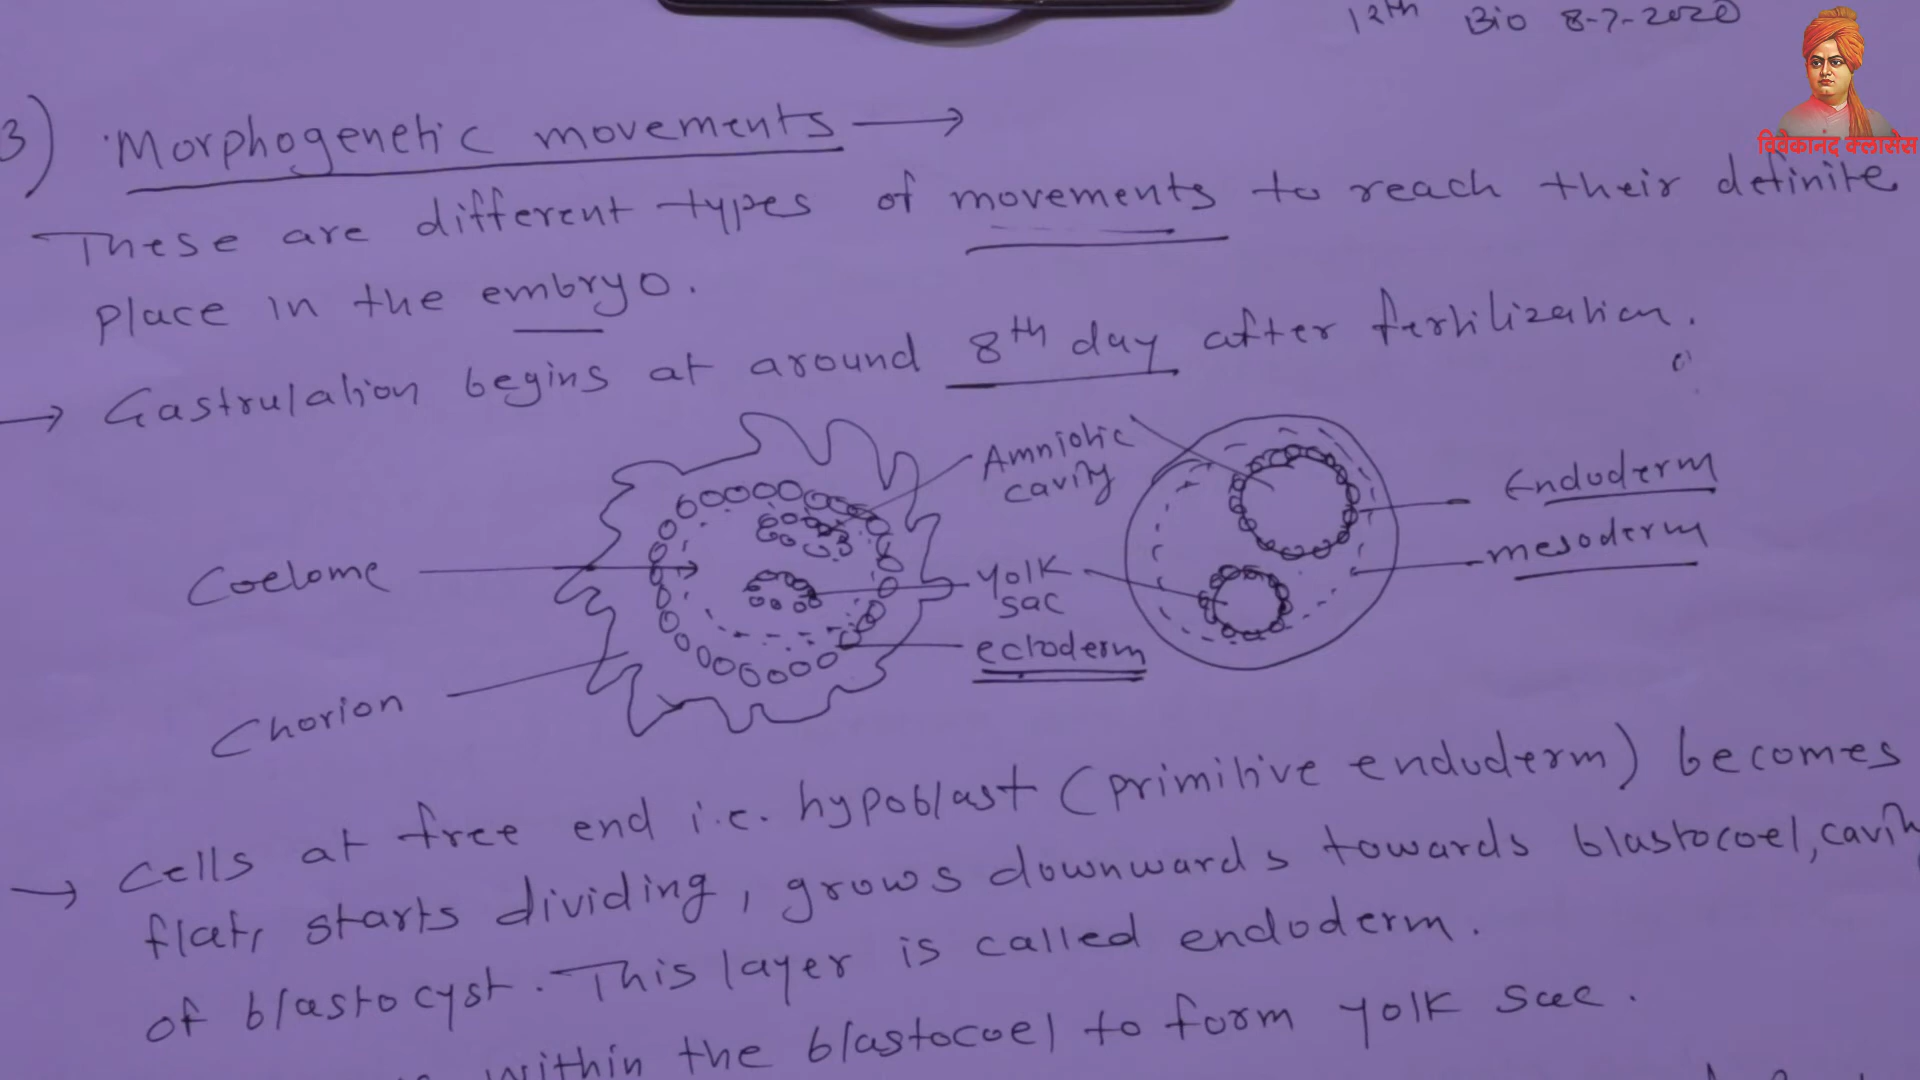 12th Bio 8-7-2020
विवेकानंद क्लासेस
3) Morphogenetic movements →
These are different types of movements to reach their definite
place in the embryo.
→ Gastrulation begins at around 8th day after fertilization.
Amniotic
cavity
Endoderm
mesoderm
Coelome
yolk
sac
ectoderm
Chorion
→ Cells at free end i.e. hypoblast (primitive endoderm) becomes
flat, starts dividing, grows downwards towards blastocoel, cavity
of blastocyst. This layer is called endoderm.
within the blastocoel to form yolk sac.